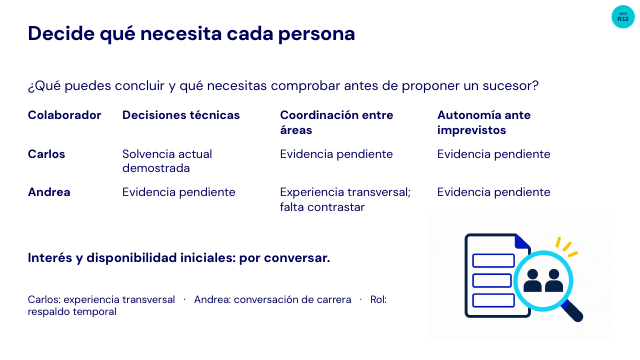 Decide qué necesita cada persona
R12
¿Qué puedes concluir y qué necesitas comprobar antes de proponer un sucesor?
Colaborador Decisiones técnicas Coordinación entre áreas Autonomía ante imprevistos
Carlos Solvencia actual demostrada Evidencia pendiente Evidencia pendiente
Andrea Evidencia pendiente Experiencia transversal; falta contrastar Evidencia pendiente
Interés y disponibilidad iniciales: por conversar.
Carlos: experiencia transversal · Andrea: conversación de carrera · Rol:
respaldo temporal